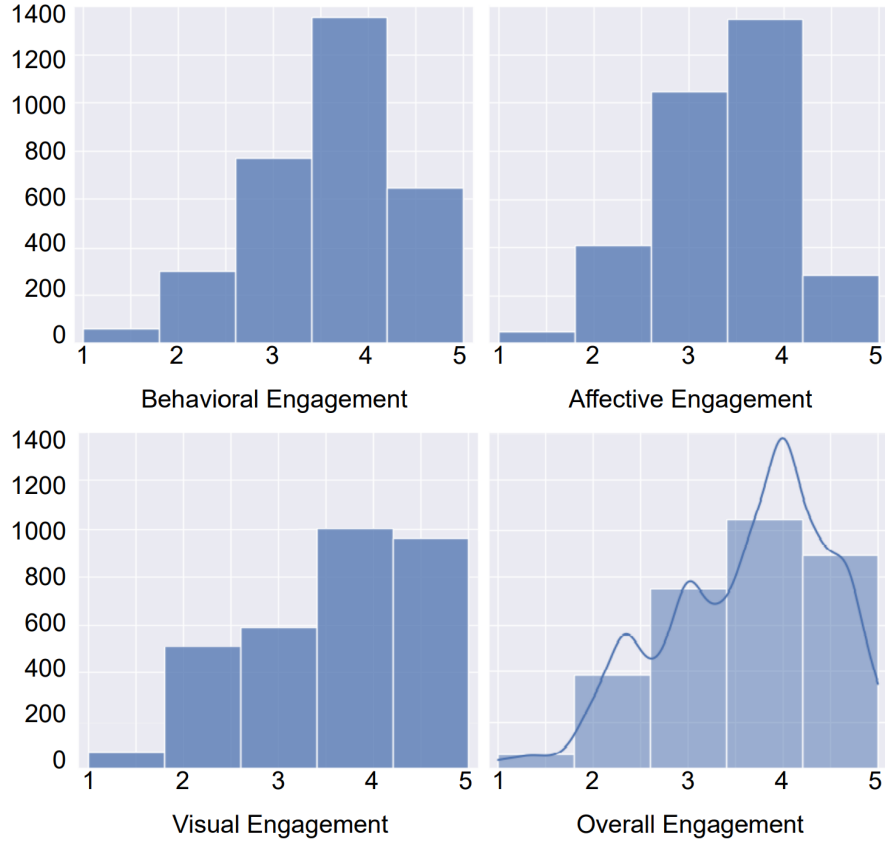 1400
1200
1000
800
600
400
200
0
1 2 3 4 5
1 2 3 4 5
Behavioral Engagement
Affective Engagement
1400
1200
1000
800
600
400
200
0
1 2 3 4 5
1 2 3 4 5
Visual Engagement
Overall Engagement